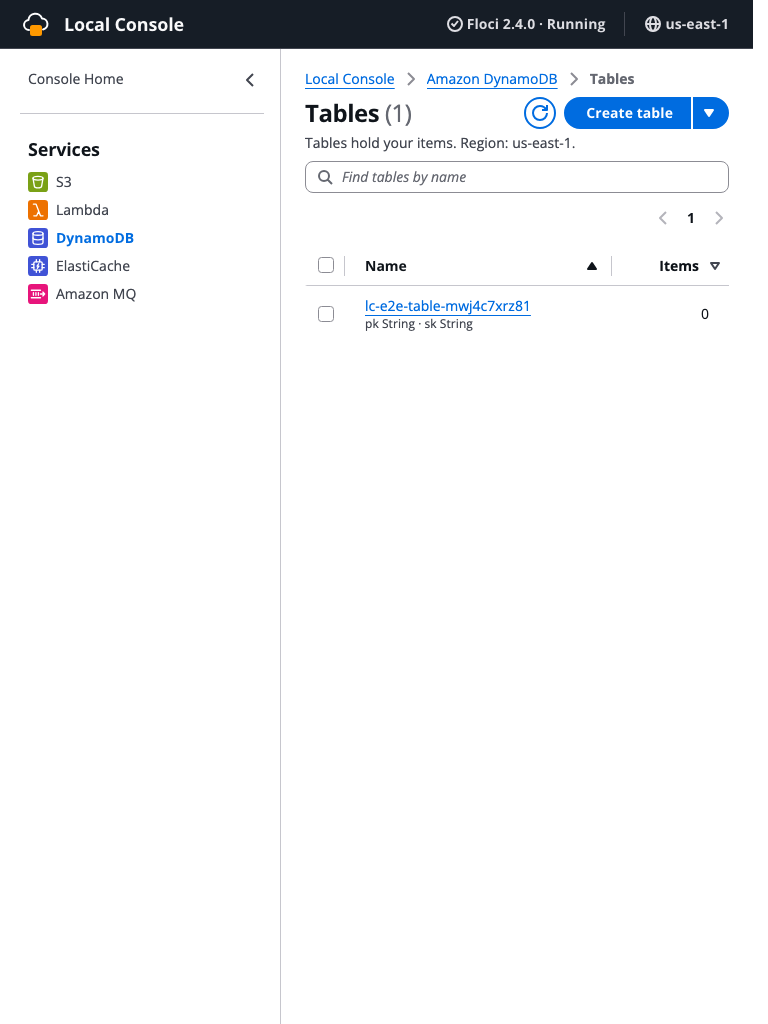 Local Console
Floci 2.4.0 · Running
us-east-1
Console Home
Services
S3
Lambda
DynamoDB
ElastiCache
Amazon MQ
Local Console > Amazon DynamoDB > Tables
Tables (1)
Create table
Tables hold your items. Region: us-east-1.
Find tables by name
1
Name
Items
lc-e2e-table-mwj4c7xrz81
0
pk String · sk String